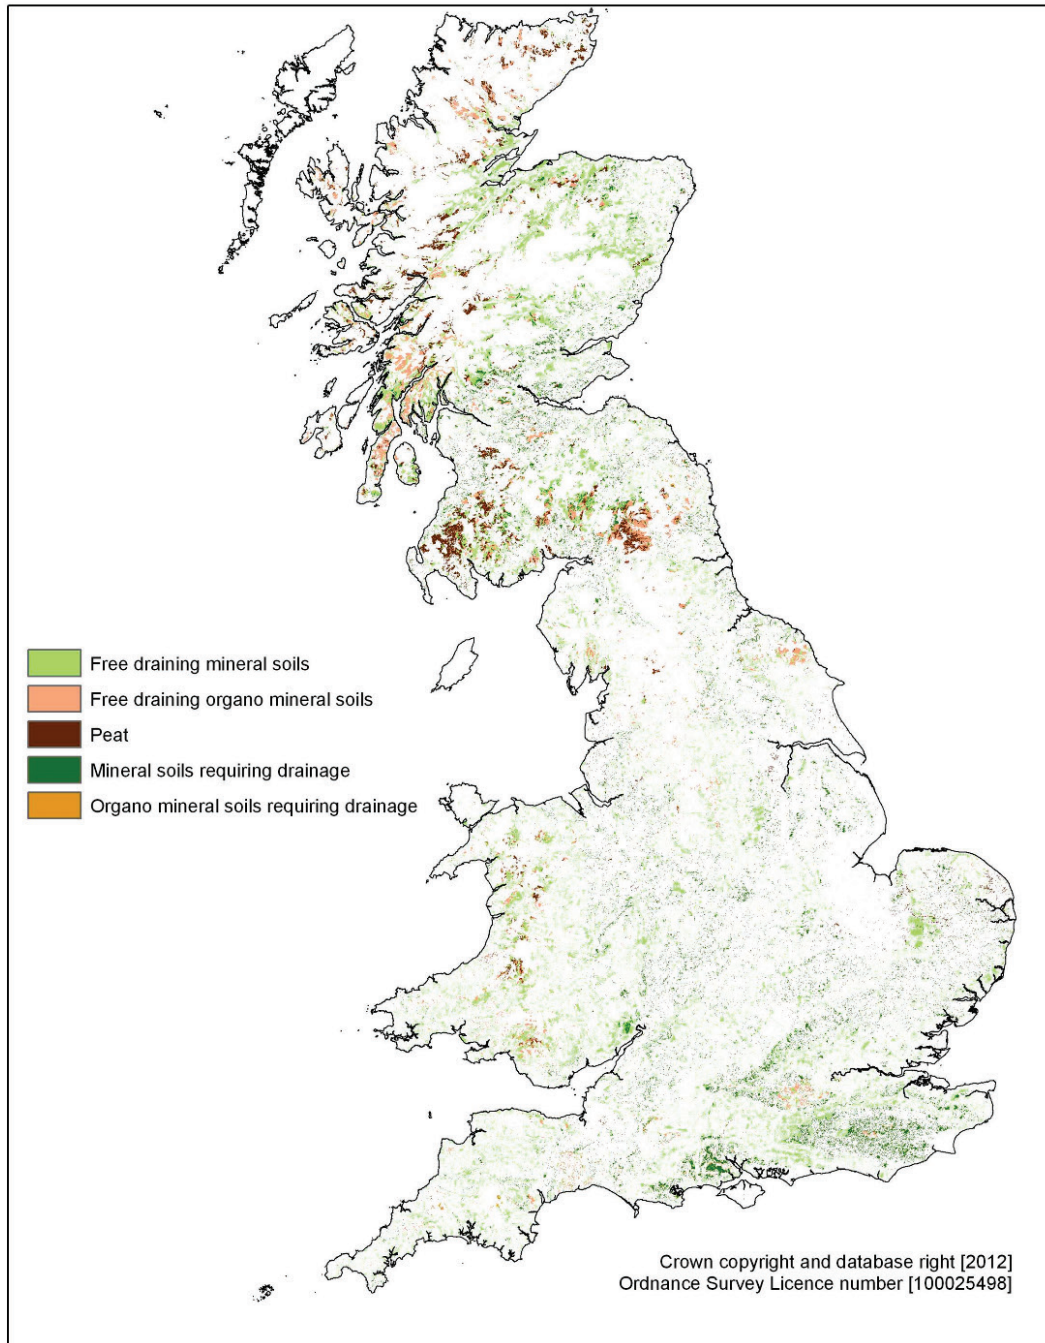 Free draining mineral soils
Free draining organo mineral soils
Peat
Mineral soils requiring drainage
Organo mineral soils requiring drainage
Crown copyright and database right [2012]
Ordnance Survey Licence number [100025498]